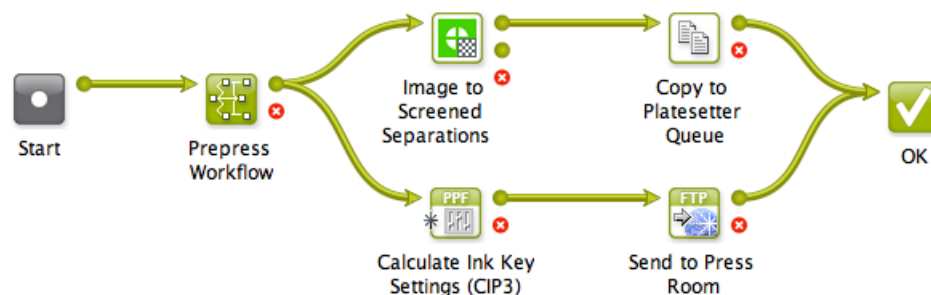 Start
Prepress
Workflow
Image to
Screened
Separations
Copy to
Platesetter
Queue
OK
PPF
Calculate Ink Key
Settings (CIP3)
FTP
Send to Press
Room